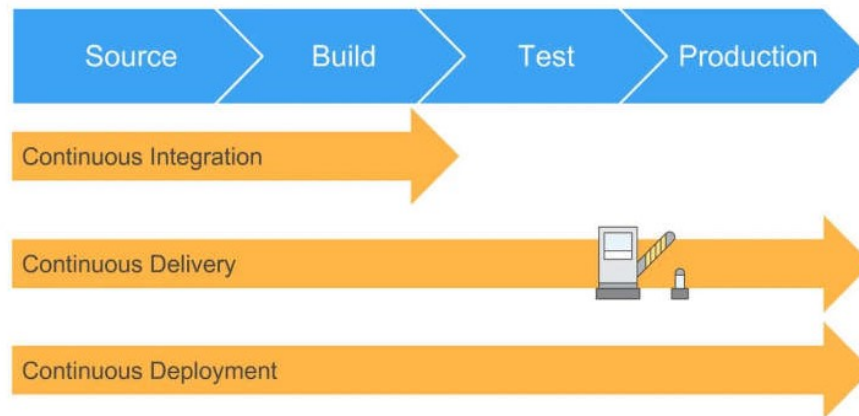 Source
Build
Test
Production
Continuous Integration
Continuous Delivery
Continuous Deployment